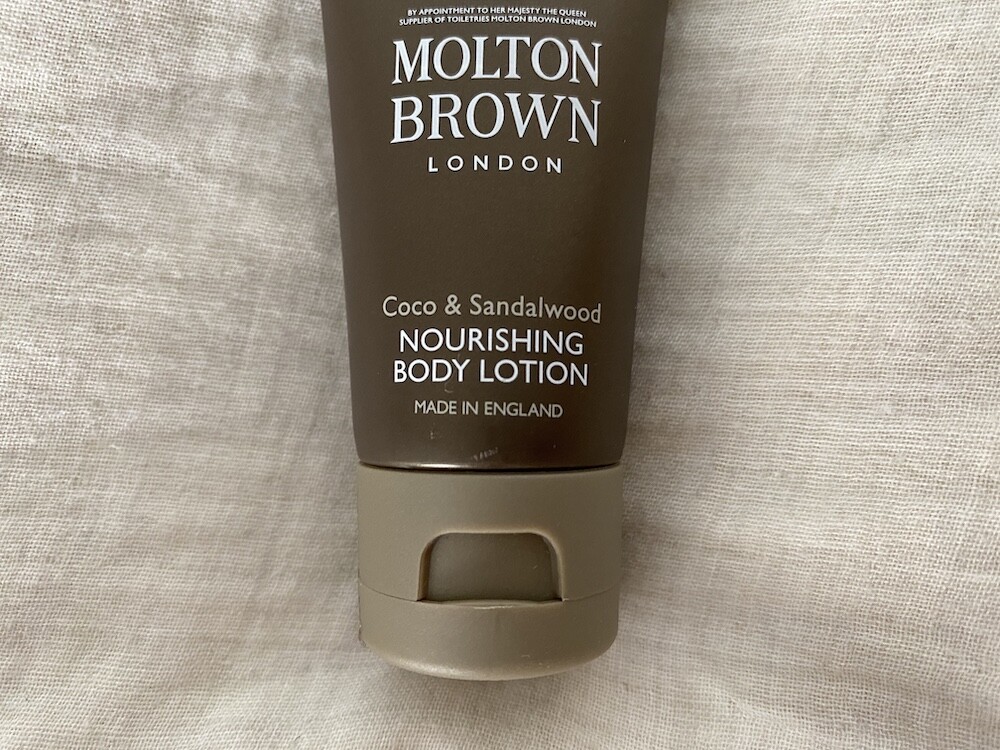 BY APPOINTMENT TO HER MAJESTY THE QUEEN
SUPPLIER OF TOILETRIES MOLTON BROWN LONDON
MOLTON
BROWN
LONDON
Coco & Sandalwood
NOURISHING
BODY LOTION
MADE IN ENGLAND